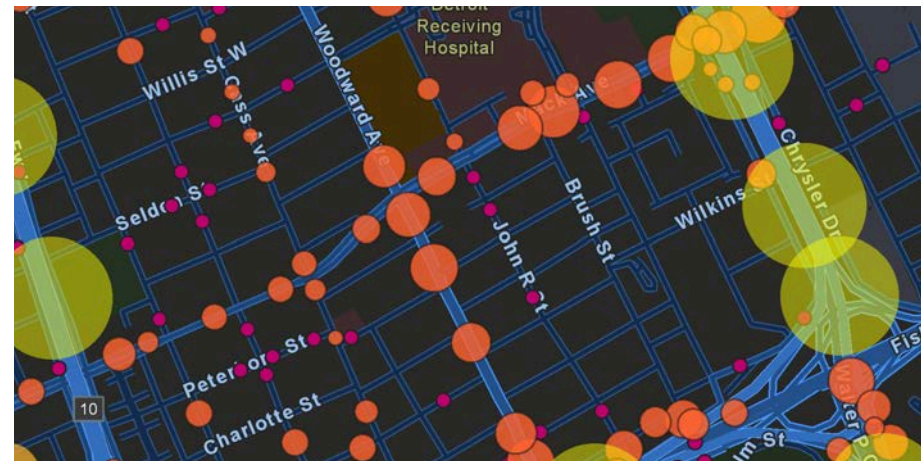 Detroit
Receiving
Hospital
Willis St W
Cass Ave
Woodward Ave
Mack Ave
Chrysler Dr
Selden St
Brush St
Wilkins St
John R St
Peterboro St
Charlotte St
10